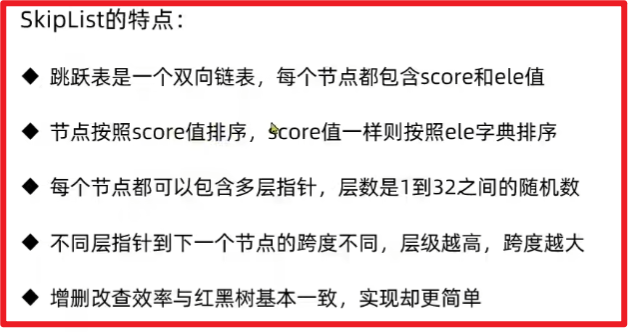 SkipList的特点：
◆ 跳跃表是一个双向链表，每个节点都包含score和ele值
◆ 节点按照score值排序，score值一样则按照ele字典排序
◆ 每个节点都可以包含多层指针，层数是1到32之间的随机数
◆ 不同层指针到下一个节点的跨度不同，层级越高，跨度越大
◆ 增删改查效率与红黑树基本一致，实现却更简单